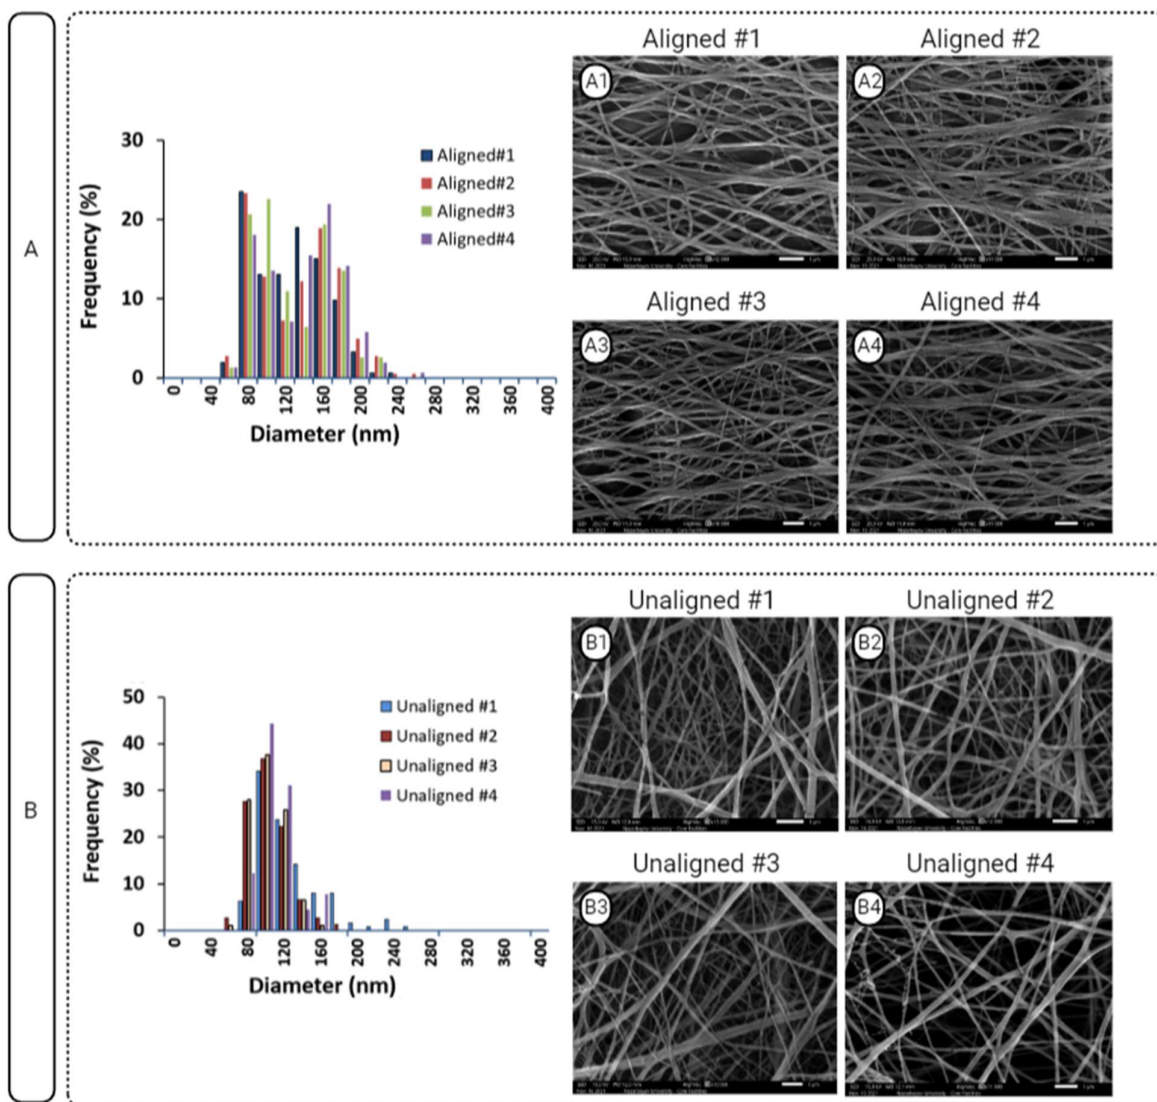 A
Aligned #1
Aligned #2
A1
A2
30
20
10
0
Frequency (%)
Aligned#1
Aligned#2
Aligned#3
Aligned#4
0 40 80 120 160 200 240 280 320 360 400
Diameter (nm)
Aligned #3
Aligned #4
A3
A4
B
Unaligned #1
Unaligned #2
B1
B2
50
40
30
20
10
0
Frequency (%)
Unaligned #1
Unaligned #2
Unaligned #3
Unaligned #4
0 40 80 120 160 200 240 280 320 360 400
Diameter (nm)
Unaligned #3
Unaligned #4
B3
B4